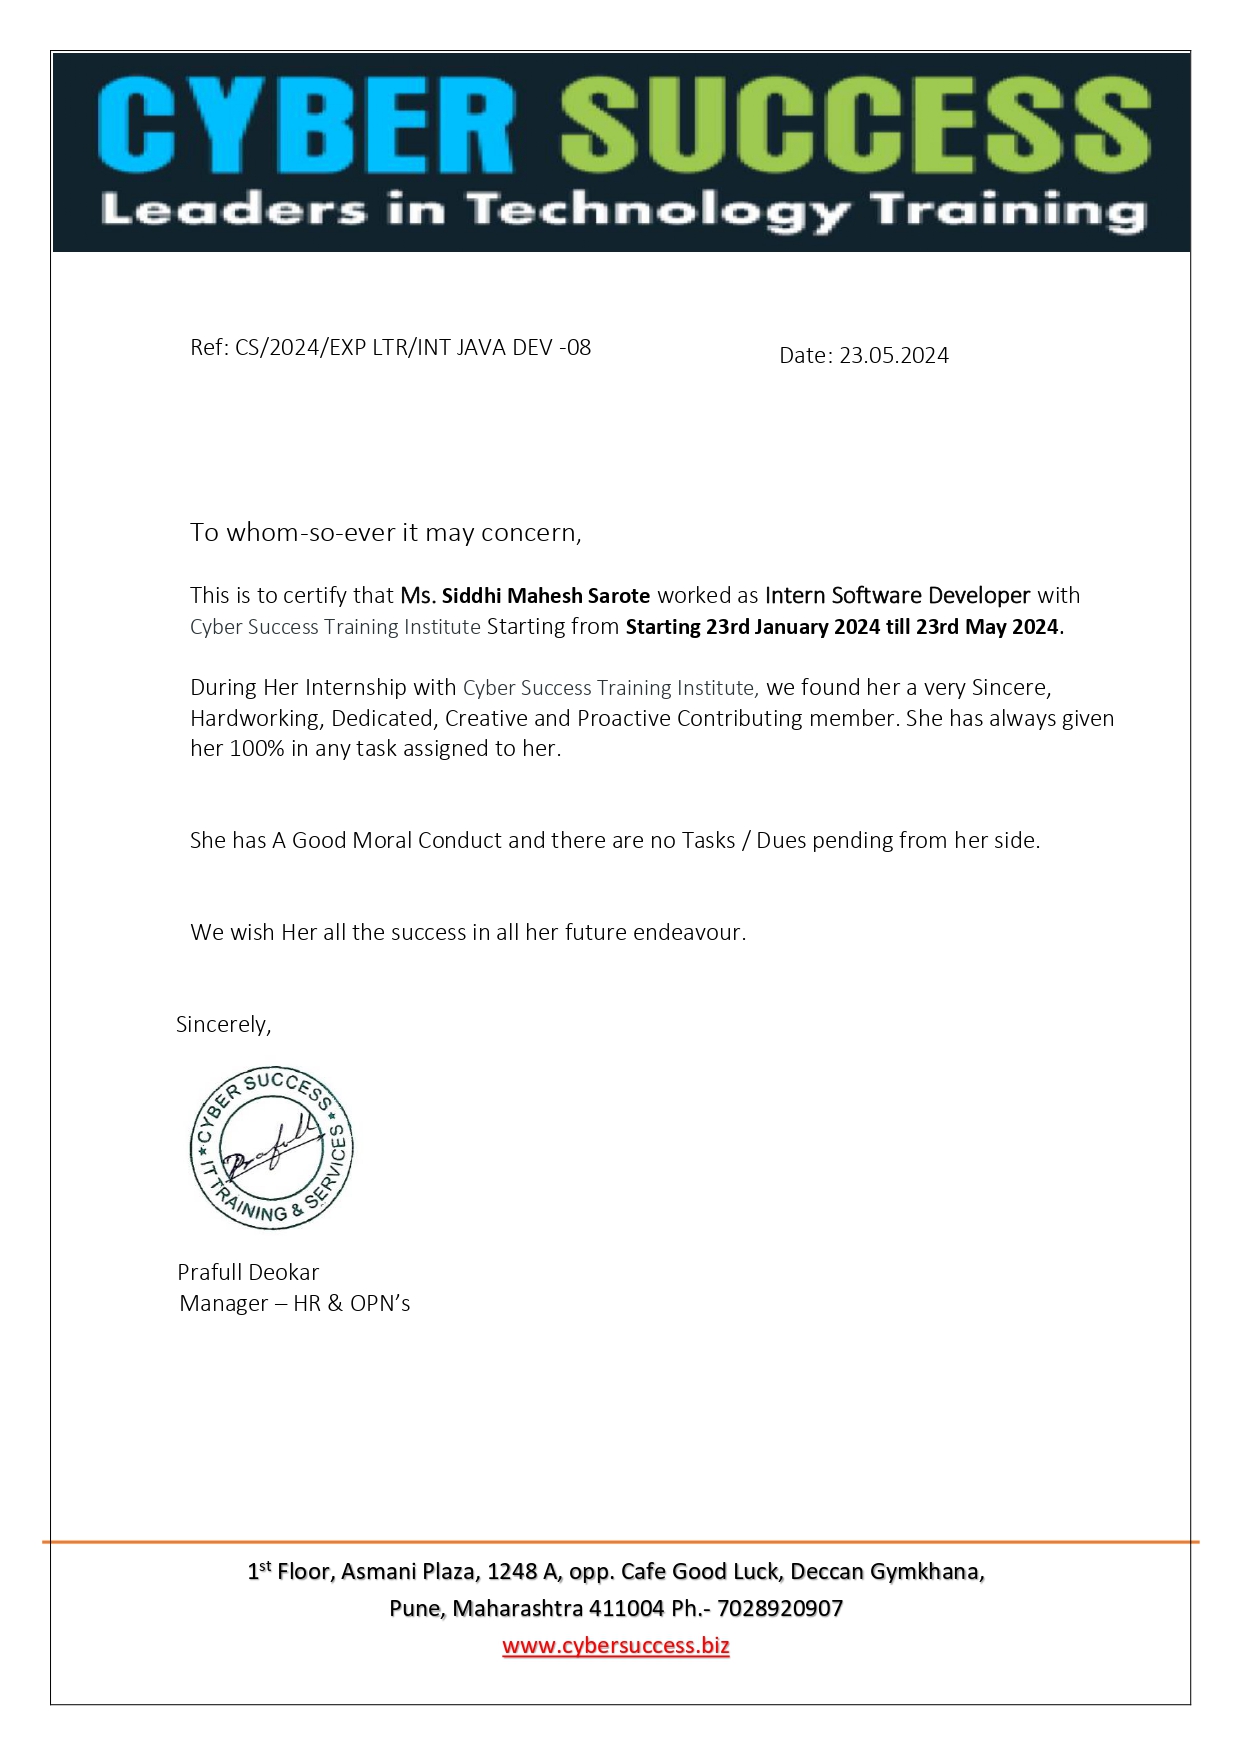 CYBER SUCCESS
Leaders in Technology Training
Ref: CS/2024/EXP LTR/INT JAVA DEV -08
Date: 23.05.2024
To whom-so-ever it may concern,
This is to certify that Ms. Siddhi Mahesh Sarote worked as Intern Software Developer with
Cyber Success Training Institute Starting from Starting 23rd January 2024 till 23rd May 2024.
During Her Internship with Cyber Success Training Institute, we found her a very Sincere,
Hardworking, Dedicated, Creative and Proactive Contributing member. She has always given
her 100% in any task assigned to her.
She has A Good Moral Conduct and there are no Tasks / Dues pending from her side.
We wish Her all the success in all her future endeavour.
Sincerely,
★ CYBER SUCCESS ★
IT TRAINING & SERVICES
Prafull
Prafull Deokar
Manager – HR & OPN’s
1st Floor, Asmani Plaza, 1248 A, opp. Cafe Good Luck, Deccan Gymkhana,
Pune, Maharashtra 411004 Ph.- 7028920907
www.cybersuccess.biz